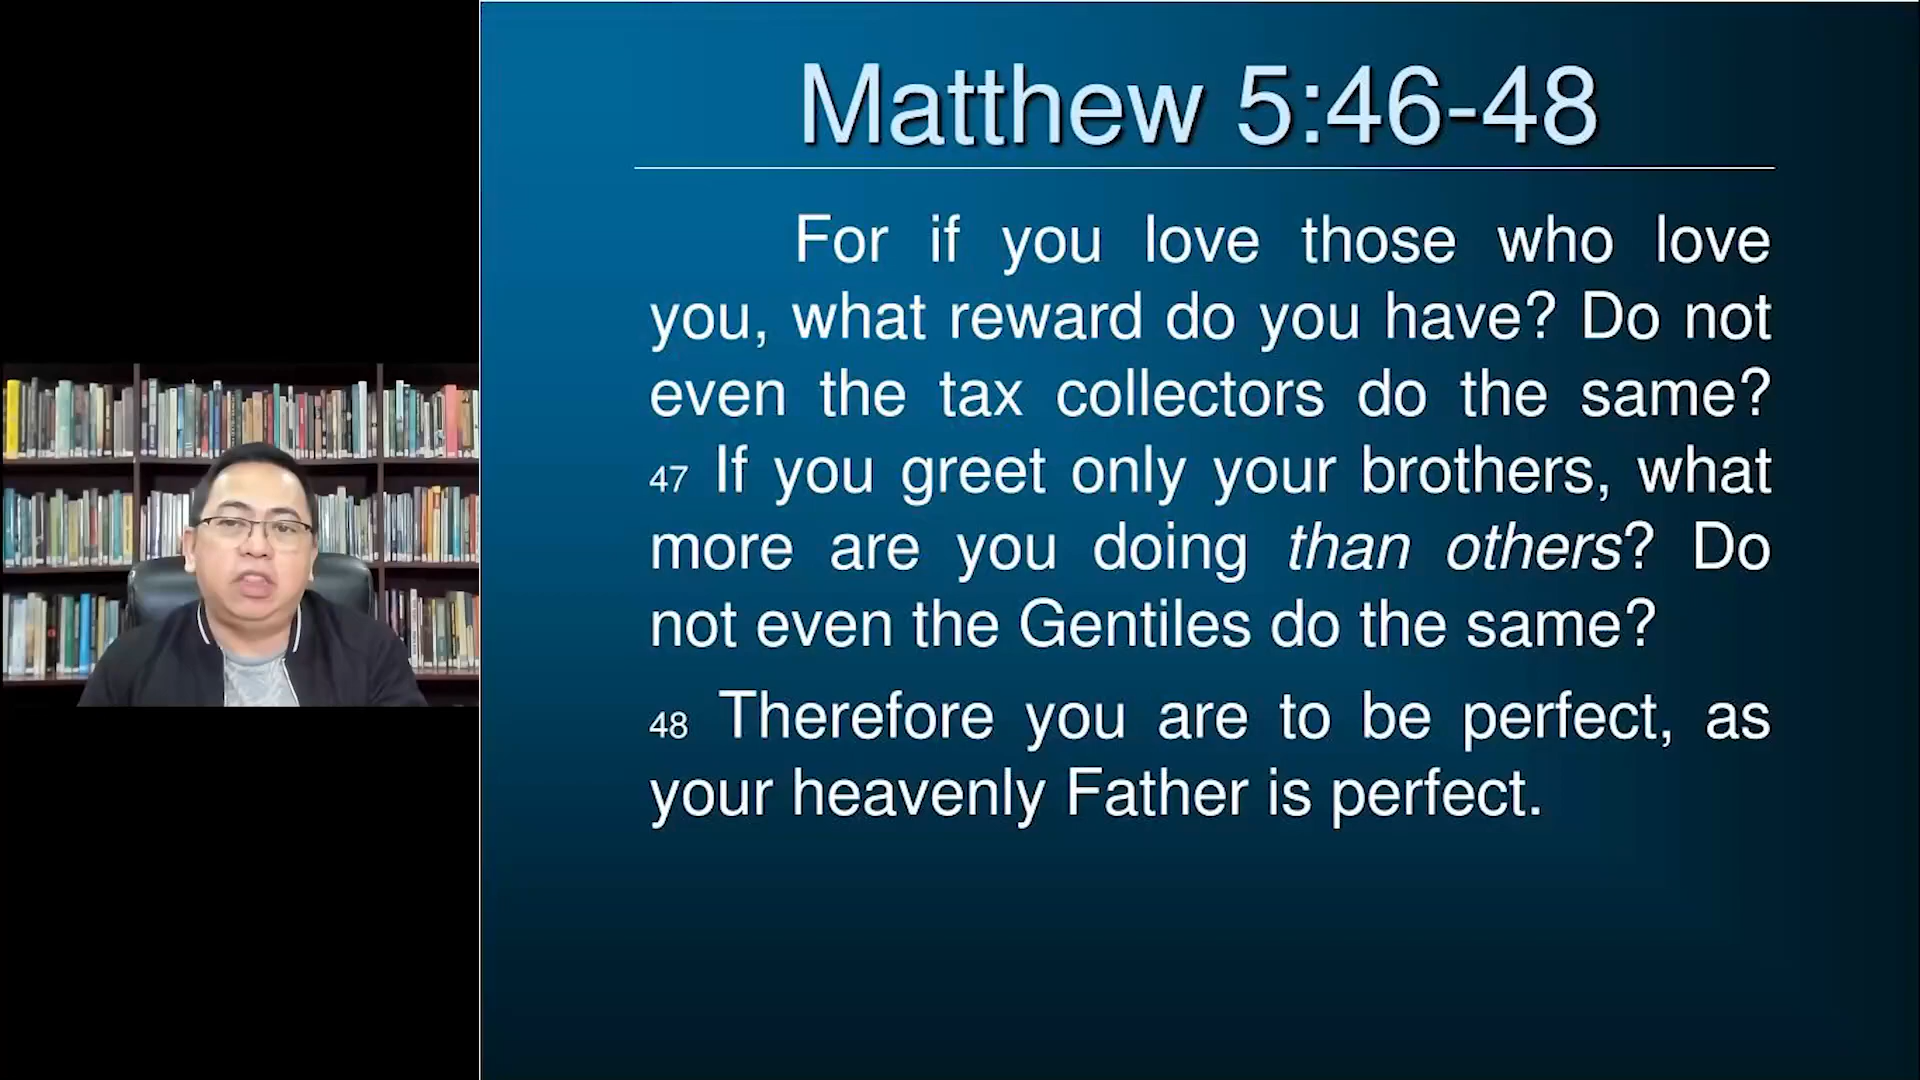 Matthew 5:46-48
For if you love those who love
you, what reward do you have? Do not
even the tax collectors do the same?
47 If you greet only your brothers, what
more are you doing than others? Do
not even the Gentiles do the same?
48 Therefore you are to be perfect, as
your heavenly Father is perfect.